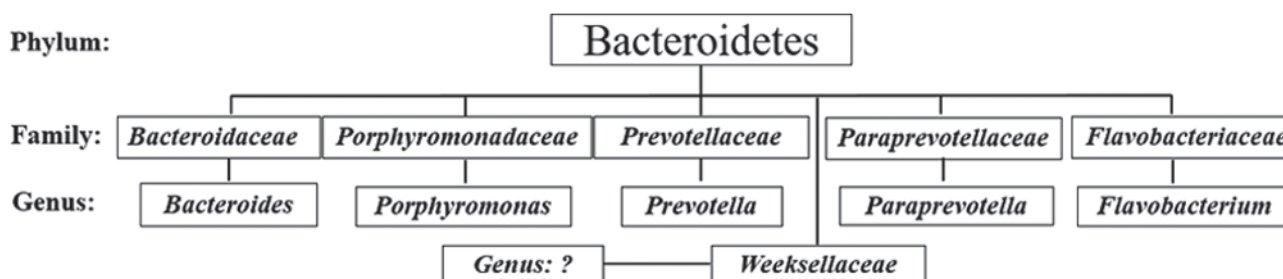 Phylum: Bacteroidetes
Family: Bacteroidaceae Porphyromonadaceae Prevotellaceae Paraprevotellaceae Flavobacteriaceae
Genus: Bacteroides Porphyromonas Prevotella Paraprevotella Flavobacterium
Genus: ? Weeksellaceae